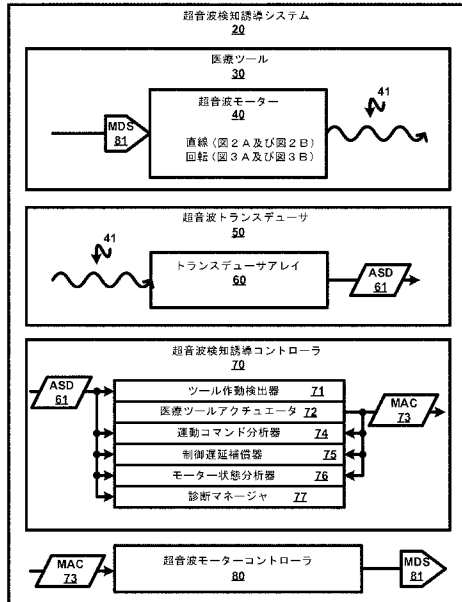 超音波検知誘導システム
20
医療ツール
30
超音波モーター
40
直線(図2A及び図2B)
回転(図3A及び図3B)
MDS
81
41
超音波トランスデューサ
50
41
トランスデューサアレイ
60
ASD
61
超音波検知誘導コントローラ
70
ASD
61
ツール作動検出器 71
医療ツールアクチュエータ 72
運動コマンド分析器 74
制御遅延補償器 75
モーター状態分析器 76
診断マネージャ 77
MAC
73
MAC
73
超音波モーターコントローラ
80
MDS
81